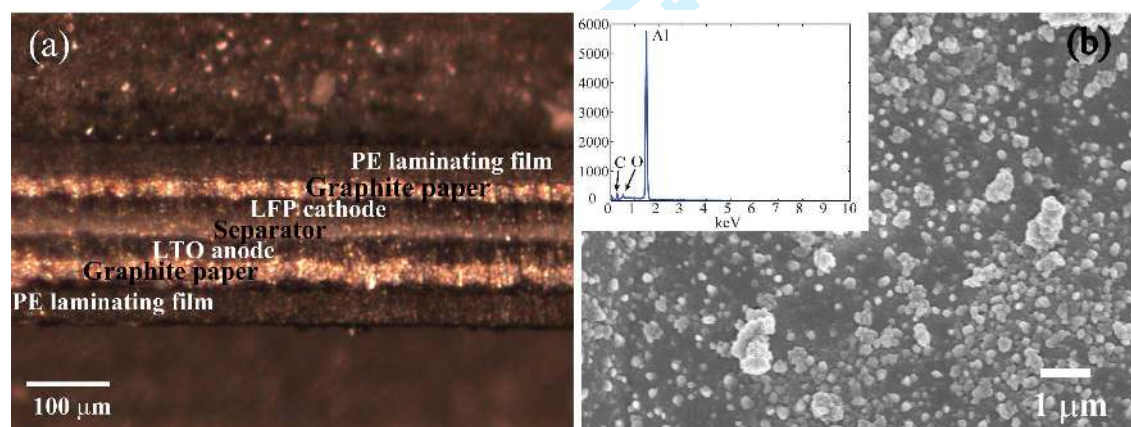 (a)
PE laminating film
Graphite paper
LFP cathode
Separator
LTO anode
Graphite paper
PE laminating film
100 μm
6000
5000
4000
3000
2000
1000
0
0 1 2 3 4 5 6 7 8 9 10
keV
Al
C O
(b)
1 μm